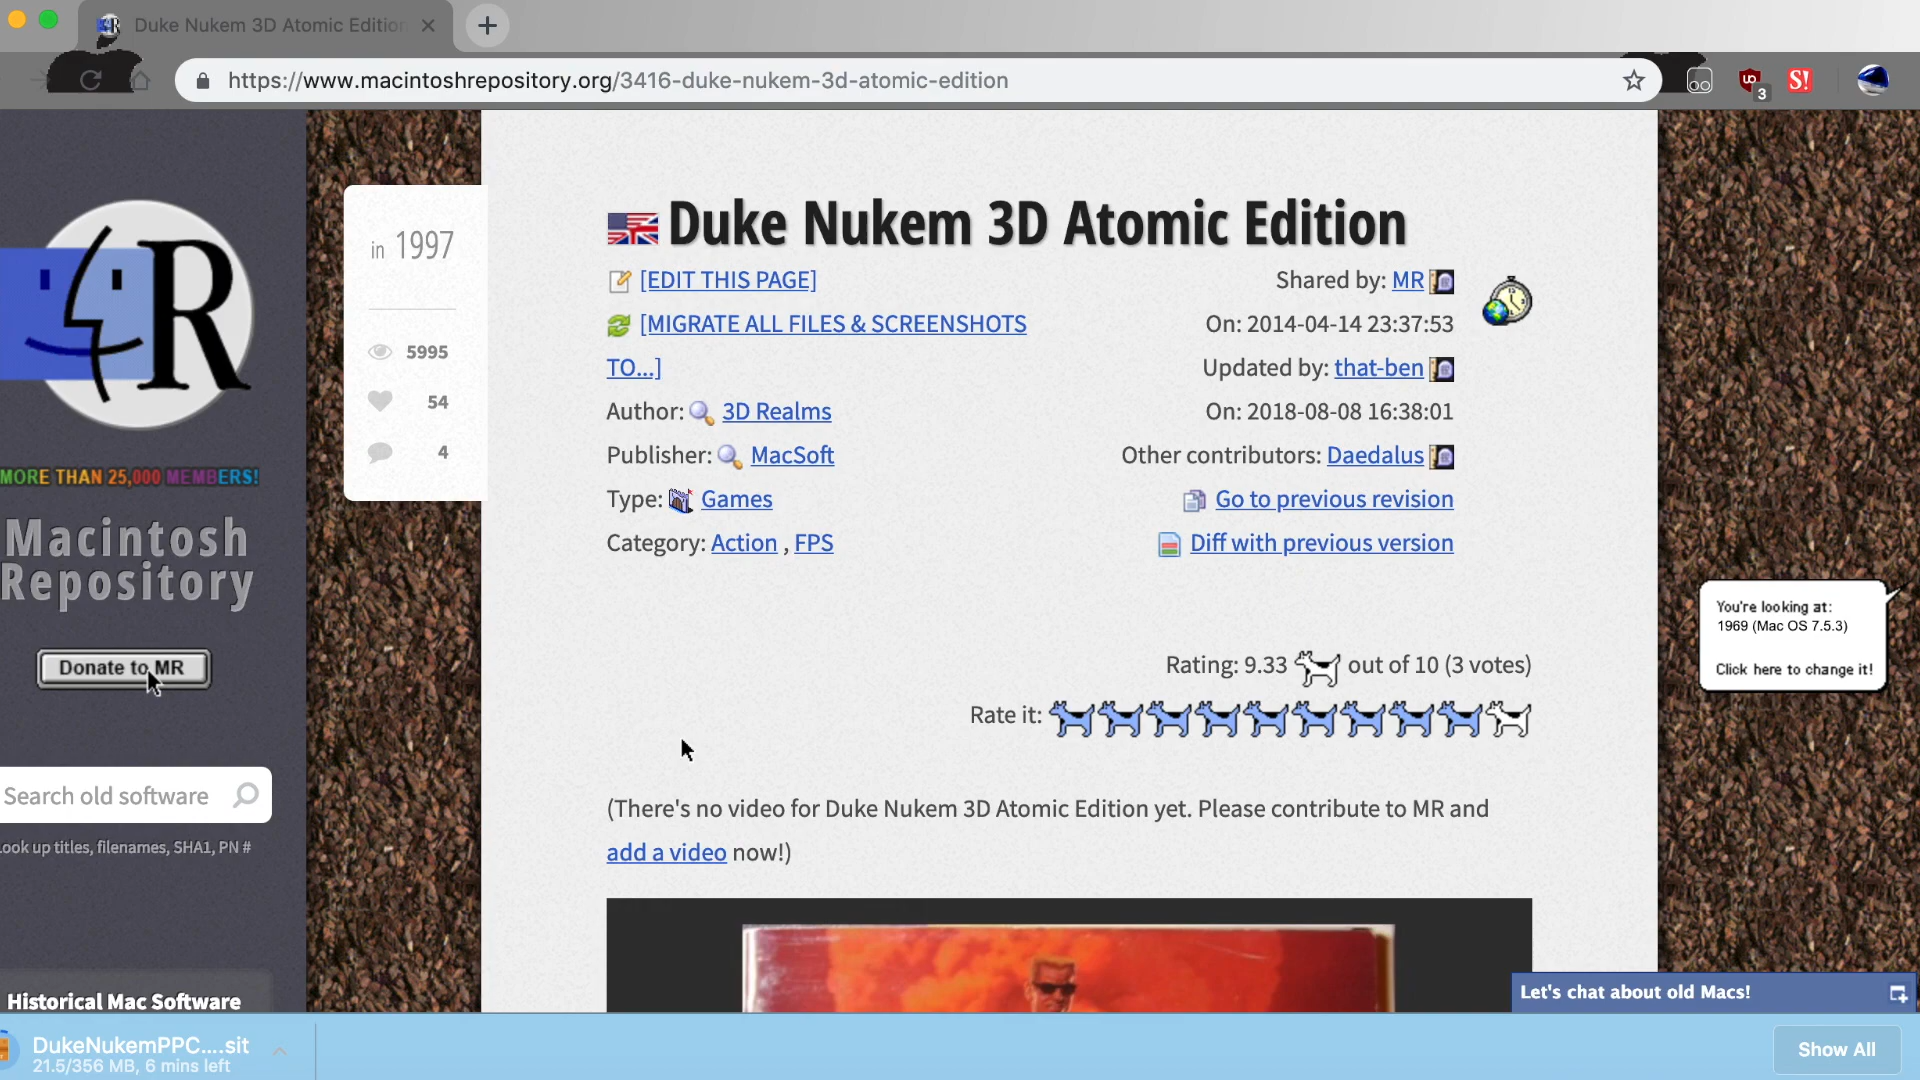 Duke Nukem 3D Atomic Edition
https://www.macintoshrepository.org/3416-duke-nukem-3d-atomic-edition
3
S!
R
MORE THAN 25,000 MEMBERS!
Macintosh
Repository
Donate to MR
Search old software
ook up titles, filenames, SHA1, PN #
Historical Mac Software
in 1997
5995
54
4
Duke Nukem 3D Atomic Edition
[EDIT THIS PAGE]
[MIGRATE ALL FILES & SCREENSHOTS
TO...]
Author: 3D Realms
Publisher: MacSoft
Type: Games
Category: Action , FPS
Shared by: MR
On: 2014-04-14 23:37:53
Updated by: that-ben
On: 2018-08-08 16:38:01
Other contributors: Daedalus
Go to previous revision
Diff with previous version
Rating: 9.33 out of 10 (3 votes)
Rate it:
(There's no video for Duke Nukem 3D Atomic Edition yet. Please contribute to MR and
add a video now!)
You're looking at:
1969 (Mac OS 7.5.3)
Click here to change it!
Let's chat about old Macs!
DukeNukemPPC....sit
21.5/356 MB, 6 mins left
Show All